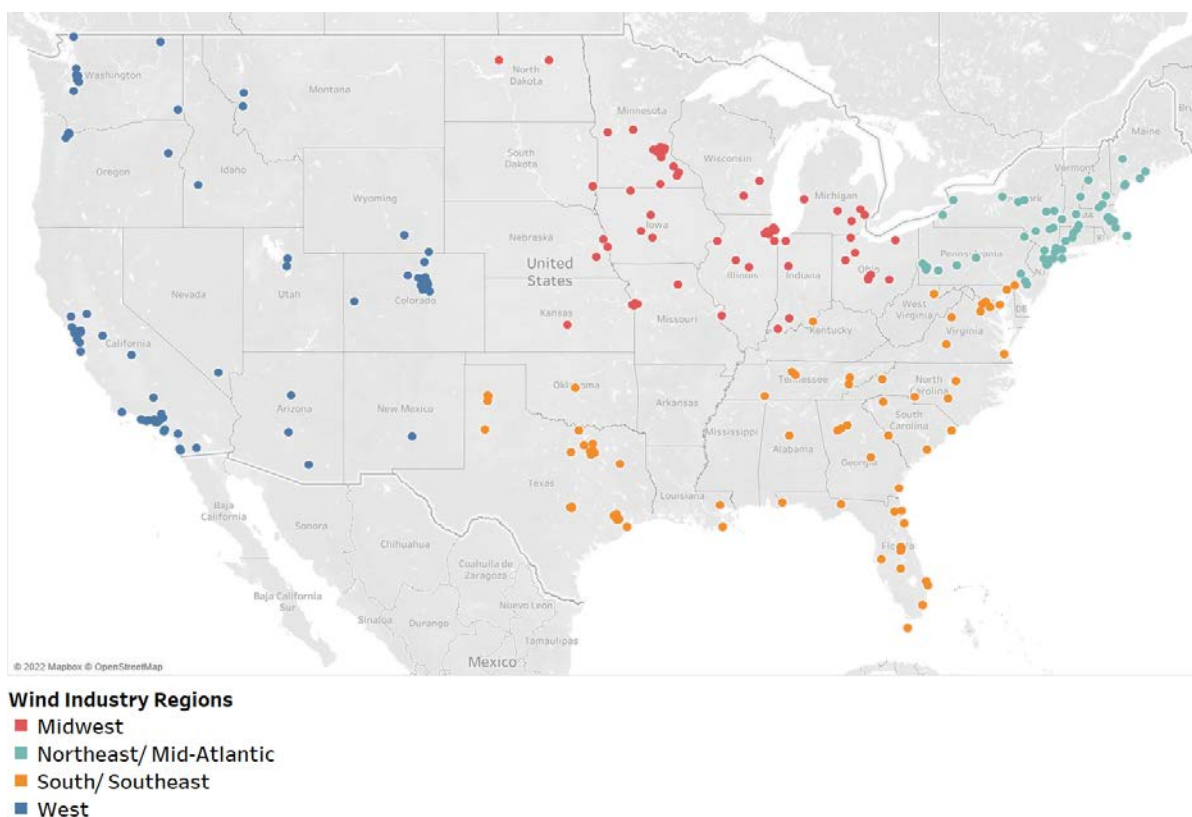 Washington
Montana
North
Dakota
Minnesota
Maine
Oregon
Idaho
South
Dakota
Wisconsin
Michigan
Vermont
Wyoming
Iowa
Nebraska
Pennsylvania
Nevada
Utah
Colorado
United
States
Illinois
Indiana
Ohio
NJ
California
Kansas
Missouri
West
Virginia
Kentucky
Virginia
DE
Arizona
New Mexico
Oklahoma
Arkansas
Tennessee
North
Carolina
Mississippi
Alabama
South
Carolina
Georgia
Texas
Louisiana
Baja
California
Sonora
Chihuahua
Coahuila de
Zaragoza
Florida
Baja California
Sur
Sinaloa
Durango
Nuevo León
Tamaulipas
Mexico
© 2022 Mapbox © OpenStreetMap
Wind Industry Regions
Midwest
Northeast/ Mid-Atlantic
South/ Southeast
West